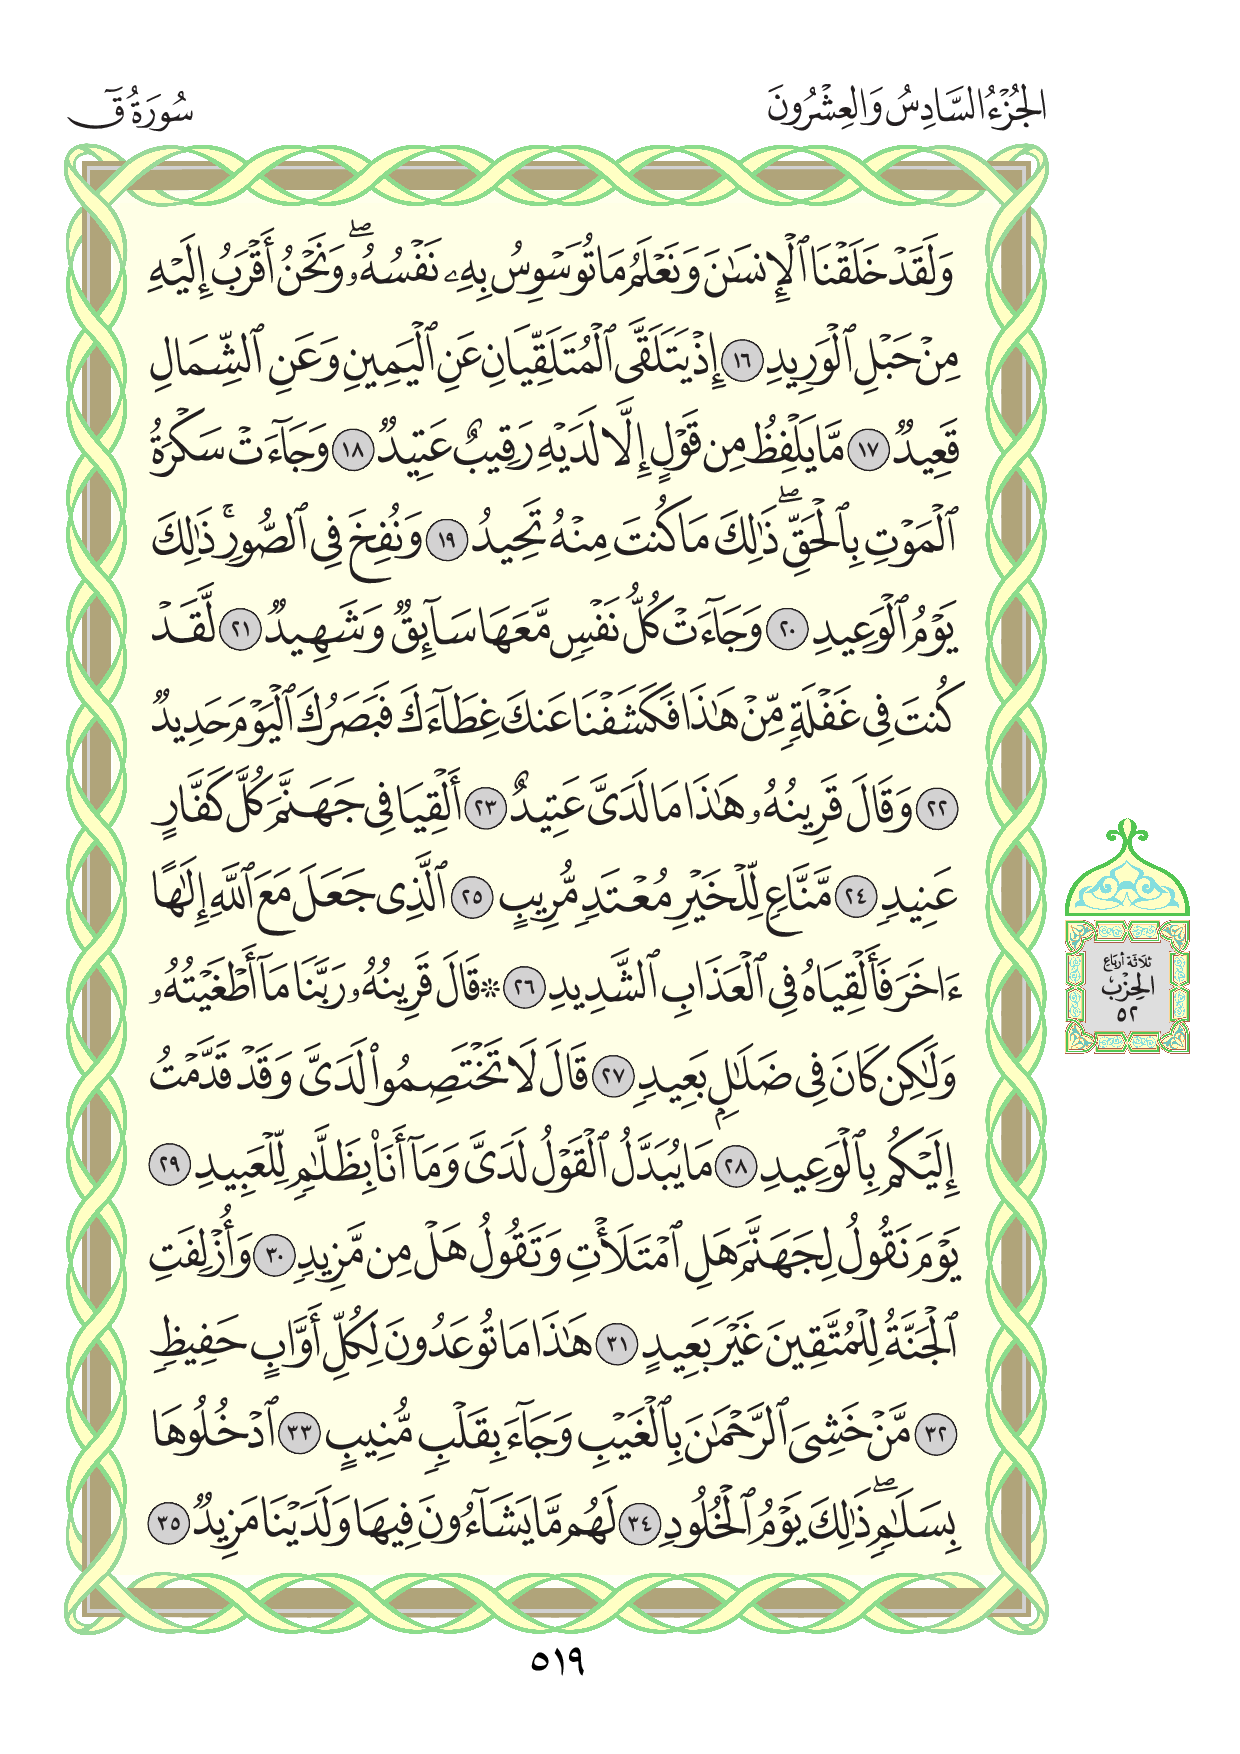 الجُزْءُ السَّادِسُ وَالعِشْرُونَ
سُورَةُ قٓ
وَلَقَدْ خَلَقْنَا ٱلْإِنسَٰنَ وَنَعْلَمُ مَا تُوَسْوِسُ بِهِۦ نَفْسُهُۥۖ وَنَحْنُ أَقْرَبُ إِلَيْهِ
مِنْ حَبْلِ ٱلْوَرِيدِ ١٦ إِذْ يَتَلَقَّى ٱلْمُتَلَقِّيَانِ عَنِ ٱلْيَمِينِ وَعَنِ ٱلشِّمَالِ
قَعِيدٌ ١٧ مَّا يَلْفِظُ مِن قَوْلٍ إِلَّا لَدَيْهِ رَقِيبٌ عَتِيدٌ ١٨ وَجَآءَتْ سَكْرَةُ
ٱلْمَوْتِ بِٱلْحَقِّۖ ذَٰلِكَ مَا كُنتَ مِنْهُ تَحِيدُ ١٩ وَنُفِخَ فِى ٱلصُّورِۚ ذَٰلِكَ
يَوْمُ ٱلْوَعِيدِ ٢٠ وَجَآءَتْ كُلُّ نَفْسٍ مَّعَهَا سَآئِقٌ وَشَهِيدٌ ٢١ لَّقَدْ
كُنتَ فِى غَفْلَةٍ مِّنْ هَٰذَا فَكَشَفْنَا عَنكَ غِطَآءَكَ فَبَصَرُكَ ٱلْيَوْمَ حَدِيدٌ
٢٢ وَقَالَ قَرِينُهُۥ هَٰذَا مَا لَدَىَّ عَتِيدٌ ٢٣ أَلْقِيَا فِى جَهَنَّمَ كُلَّ كَفَّارٍ
عَنِيدٍ ٢٤ مَّنَّاعٍ لِّلْخَيْرِ مُعْتَدٍ مُّرِيبٍ ٢٥ ٱلَّذِى جَعَلَ مَعَ ٱللَّهِ إِلَٰهًا
ءَاخَرَ فَأَلْقِيَاهُ فِى ٱلْعَذَابِ ٱلشَّدِيدِ ٢٦ ۞ قَالَ قَرِينُهُۥ رَبَّنَا مَآ أَطْغَيْتُهُۥ
وَلَٰكِن كَانَ فِى ضَلَٰلٍۭ بَعِيدٍ ٢٧ قَالَ لَا تَخْتَصِمُوا۟ لَدَىَّ وَقَدْ قَدَّمْتُ
إِلَيْكُم بِٱلْوَعِيدِ ٢٨ مَا يُبَدَّلُ ٱلْقَوْلُ لَدَىَّ وَمَآ أَنَا۠ بِظَلَّٰمٍ لِّلْعَبِيدِ ٢٩
يَوْمَ نَقُولُ لِجَهَنَّمَ هَلِ ٱمْتَلَأْتِ وَتَقُولُ هَلْ مِن مَّزِيدٍ ٣٠ وَأُزْلِفَتِ
ٱلْجَنَّةُ لِلْمُتَّقِينَ غَيْرَ بَعِيدٍ ٣١ هَٰذَا مَا تُوعَدُونَ لِكُلِّ أَوَّابٍ حَفِيظٍ
٣٢ مَّنْ خَشِىَ ٱلرَّحْمَٰنَ بِٱلْغَيْبِ وَجَآءَ بِقَلْبٍ مُّنِيبٍ ٣٣ ٱدْخُلُوهَا
بِسَلَٰمٍۖ ذَٰلِكَ يَوْمُ ٱلْخُلُودِ ٣٤ لَهُم مَّا يَشَآءُونَ فِيهَا وَلَدَيْنَا مَزِيدٌ ٣٥
ثلاثة أرباع
الحِزْب
٥٢
٥١٩